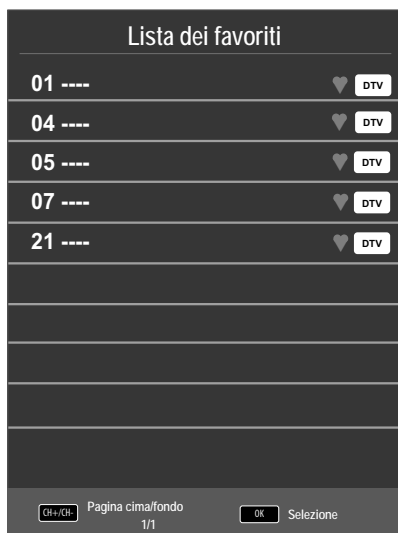 Lista dei favoriti
01 ---- DTV
04 ---- DTV
05 ---- DTV
07 ---- DTV
21 ---- DTV
CH+/CH- Pagina cima/fondo OK Selezione
1/1